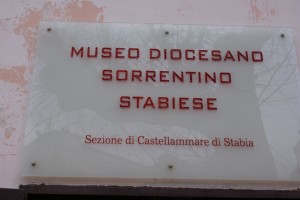 MUSEO DIOCESANO
SORRENTINO
STABIESE
Sezione di Castellammare di Stabia